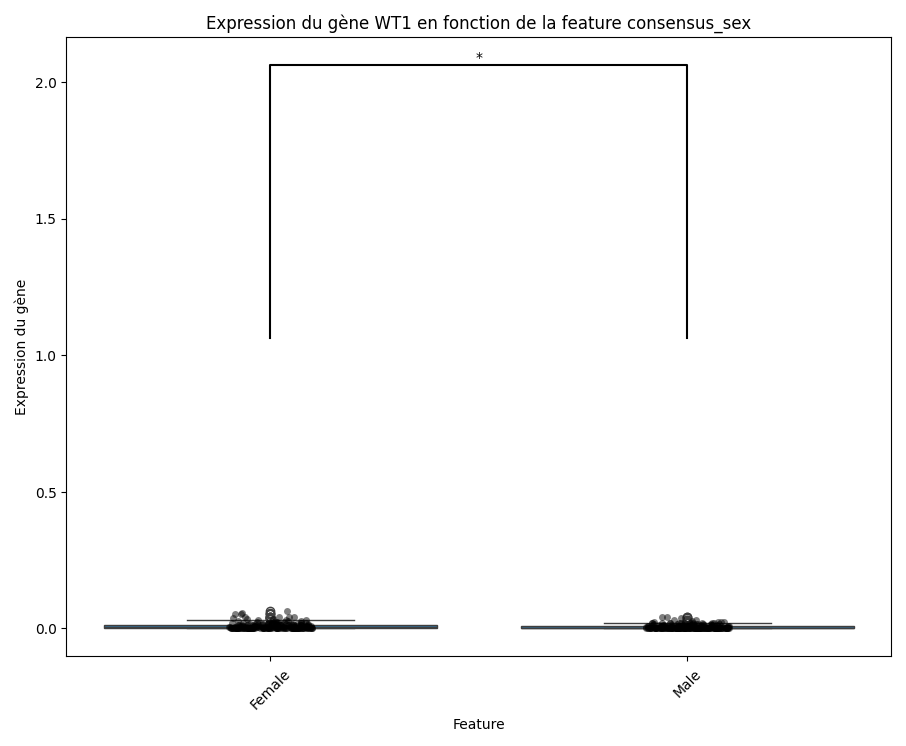 Expression du gène WT1 en fonction de la feature consensus_sex
*
2.0
1.5
1.0
0.5
0.0
Expression du gène
Female
Male
Feature